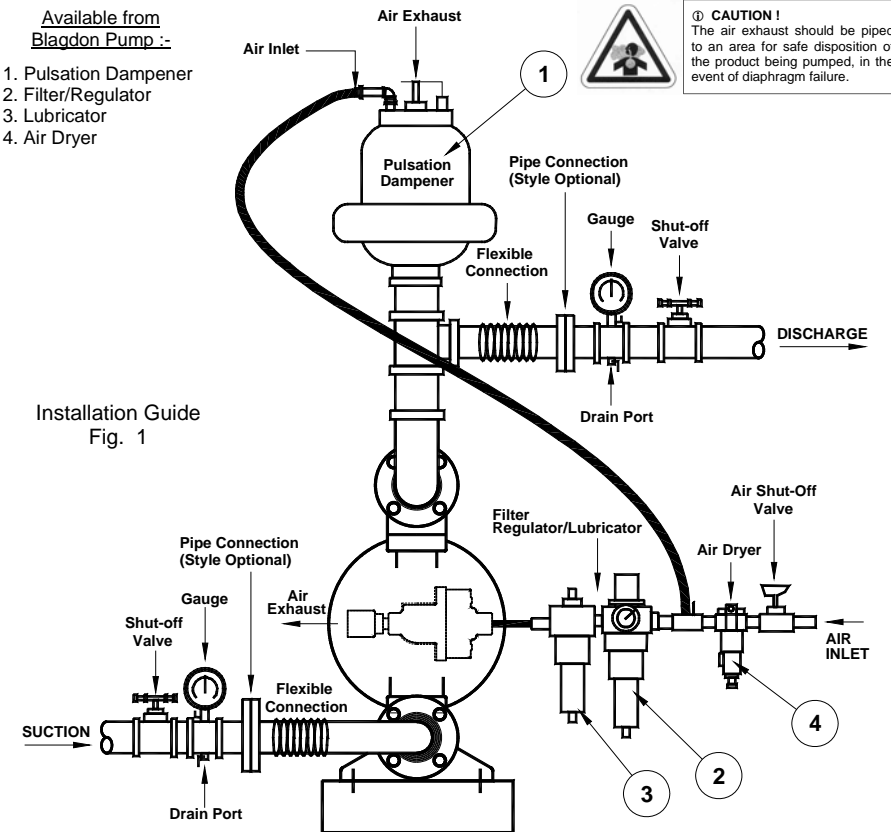 Available from
Blagdon Pump :-
1. Pulsation Dampener
2. Filter/Regulator
3. Lubricator
4. Air Dryer
Air Inlet
Air Exhaust
1
ⓘ CAUTION !
The air exhaust should be piped
to an area for safe disposition of
the product being pumped, in the
event of diaphragm failure.
Pulsation
Dampener
Pipe Connection
(Style Optional)
Gauge
Shut-off
Valve
Flexible
Connection
DISCHARGE
Drain Port
Installation Guide
Fig. 1
Filter
Regulator/Lubricator
Air Shut-Off
Valve
Air Dryer
AIR
INLET
Pipe Connection
(Style Optional)
Air
Exhaust
Gauge
Shut-off
Valve
Flexible
Connection
SUCTION
Drain Port
4
2
3